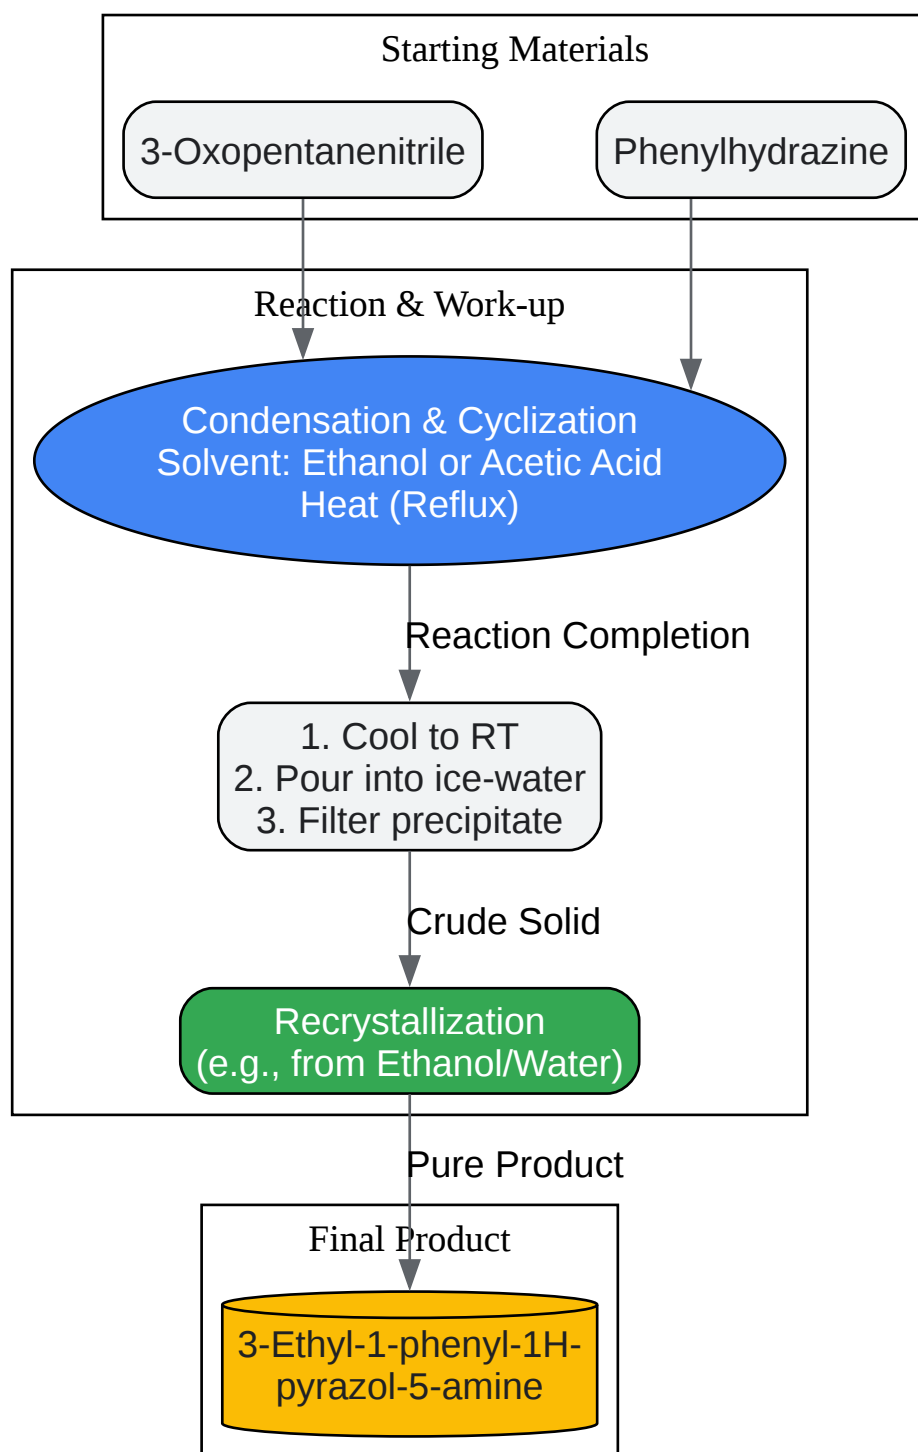 Starting Materials
3-Oxopentanenitrile
Phenylhydrazine
Reaction & Work-up
Condensation & Cyclization
Solvent: Ethanol or Acetic Acid
Heat (Reflux)
Reaction Completion
1. Cool to RT
2. Pour into ice-water
3. Filter precipitate
Crude Solid
Recrystallization
(e.g., from Ethanol/Water)
Pure Product
Final Product
3-Ethyl-1-phenyl-1H-
pyrazol-5-amine